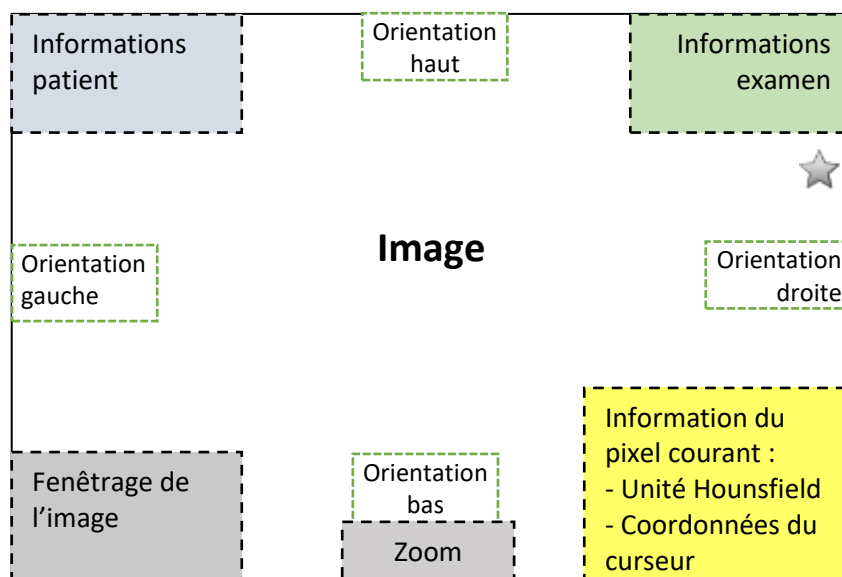 Informations
patient
Orientation
haut
Informations
examen
Image
Orientation
gauche
Orientation
droite
Fenêtrage de
l’image
Orientation
bas
Zoom
Information du
pixel courant :
- Unité Hounsfield
- Coordonnées du
curseur